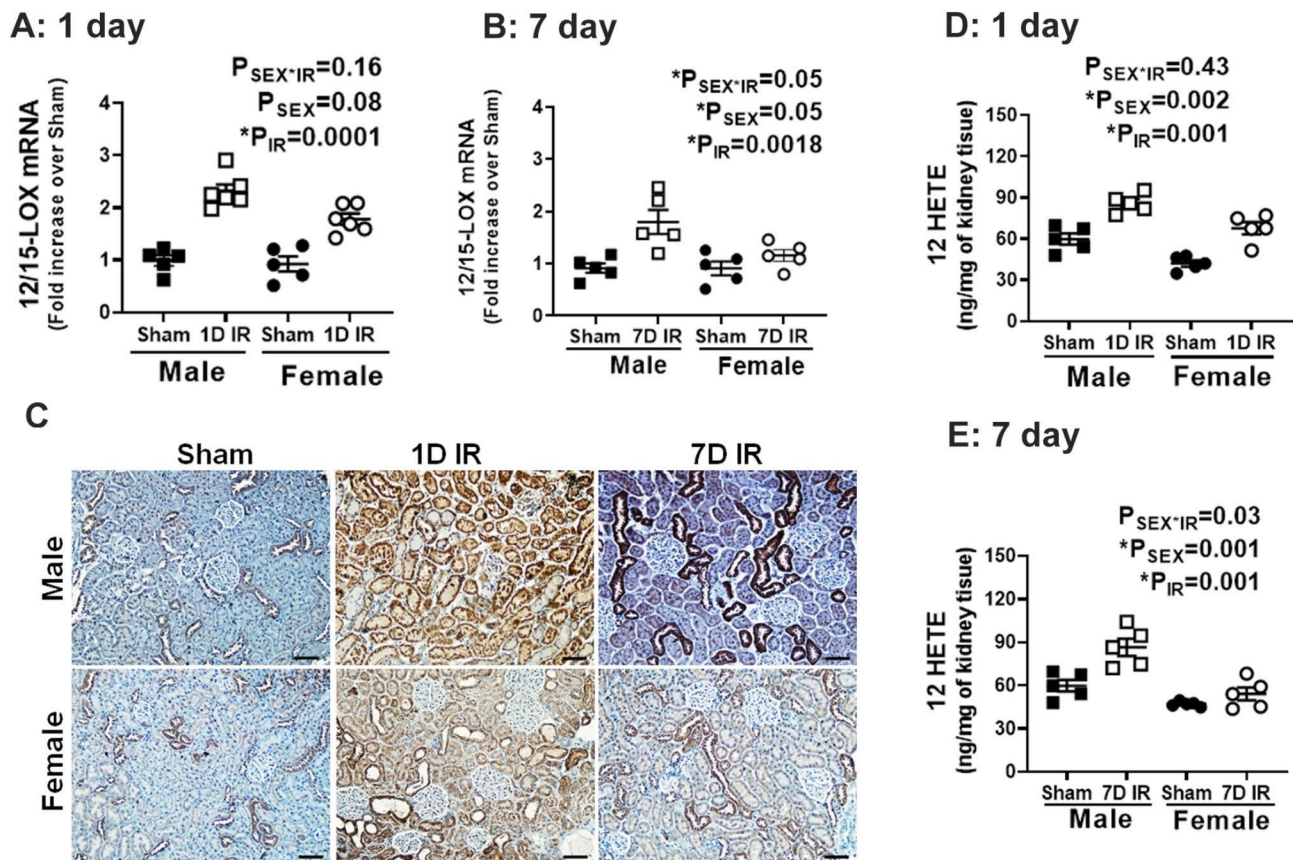 A: 1 day
P_SEX*IR=0.16
P_SEX=0.08
*P_IR=0.0001
12/15-LOX mRNA
(Fold increase over Sham)
4
3
2
1
0
Sham 1D IR Sham 1D IR
Male Female
B: 7 day
*P_SEX*IR=0.05
*P_SEX=0.05
*P_IR=0.0018
12/15-LOX mRNA
(Fold increase over Sham)
4
3
2
1
0
Sham 7D IR Sham 7D IR
Male Female
D: 1 day
P_SEX*IR=0.43
*P_SEX=0.002
*P_IR=0.001
12 HETE
(ng/mg of kidney tissue)
150
120
90
60
30
0
Sham 1D IR Sham 1D IR
Male Female
C
Sham 1D IR 7D IR
Male
Female
E: 7 day
P_SEX*IR=0.03
*P_SEX=0.001
*P_IR=0.001
12 HETE
(ng/mg of kidney tissue)
150
120
90
60
30
0
Sham 7D IR Sham 7D IR
Male Female